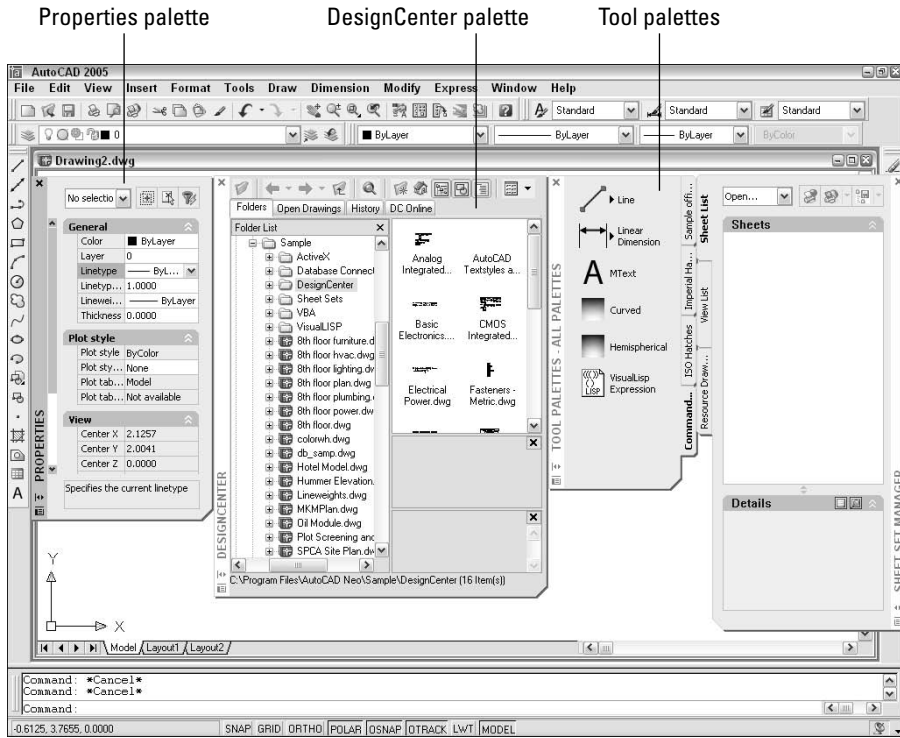 Properties palette
DesignCenter palette
Tool palettes
AutoCAD 2005
File Edit View Insert Format Tools Draw Dimension Modify Express Window Help
Standard
Standard
Standard
0
ByLayer
ByLayer
ByLayer
ByColor
Drawing2.dwg
No selectio
General
Color ByLayer
Layer 0
Linetype ByL...
Linetyp... 1.0000
Linewei... ByLayer
Thickness 0.0000
Plot style
Plot style ByColor
Plot sty... None
Plot tab... Model
Plot tab... Not available
View
Center X 2.1257
Center Y 2.0041
Center Z 0.0000
Specifies the current linetype
PROPERTIES
Folders Open Drawings History DC Online
Folder List
Sample
ActiveX
Database Connect
DesignCenter
Sheet Sets
VBA
VisualLISP
8th floor furniture.d
8th floor hvac.dwg
8th floor lighting.dw
8th floor plan.dwg
8th floor plumbing.
8th floor power.dw
8th floor.dwg
colorwh.dwg
db_samp.dwg
Hotel Model.dwg
Hummer Elevation.
Lineweights.dwg
MKMPlan.dwg
Oil Module.dwg
Plot Screening anc
SPCA Site Plan.dw
Analog Integrated...
AutoCAD Textstyles a...
Basic Electronics....
CMOS Integrated...
Electrical Power.dwg
Fasteners - Metric.dwg
C:\Program Files\AutoCAD Neo\Sample\DesignCenter (16 Item(s))
DESIGNCENTER
Line
Linear Dimension
A MText
Curved
Hemispherical
LISP VisualLisp Expression
TOOL PALETTES - ALL PALETTES
Sample offi...
Imperial Ha...
ISO Hatches
Command...
Sheet List
View List
Resource Draw...
Open...
Sheets
Details
SHEET SET MANAGER
Y
X
Model Layout1 Layout2
Command: *Cancel*
Command: *Cancel*
Command:
-0.6125, 3.7655, 0.0000
SNAP GRID ORTHO POLAR OSNAP OTRACK LWT MODEL